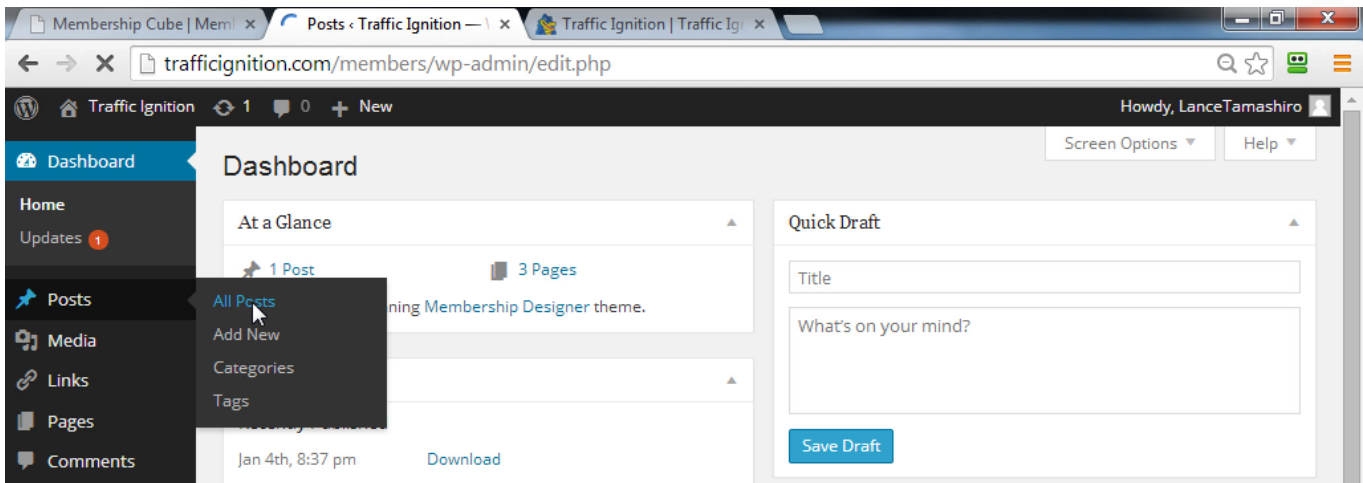 Membership Cube | Mem
Posts ‹ Traffic Ignition —
Traffic Ignition | Traffic Ig
trafficignition.com/members/wp-admin/edit.php
Traffic Ignition 1 0 + New
Howdy, LanceTamashiro
Screen Options
Help
Dashboard
Home
Updates 1
Posts
Media
Links
Pages
Comments
All Posts
Add New
Categories
Tags
Dashboard
At a Glance
1 Post
3 Pages
ning Membership Designer theme.
Jan 4th, 8:37 pm
Download
Quick Draft
Title
What's on your mind?
Save Draft